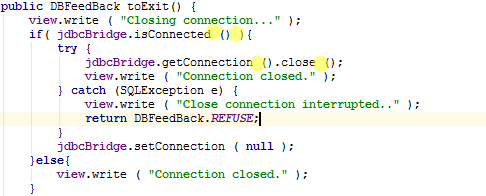 public DBFeedBack toExit() {
    view.write ( "Closing connection..." );
    if( jdbcBridge.isConnected () ){
        try {
            jdbcBridge.getConnection ().close ();
            view.write ( "Connection closed." );
        } catch (SQLException e) {
            view.write ( "Close connection interrupted.." );
            return DBFeedBack.REFUSE;
        }
        jdbcBridge.setConnection ( null );
    }else{
        view.write ( "Connection closed." );
    }